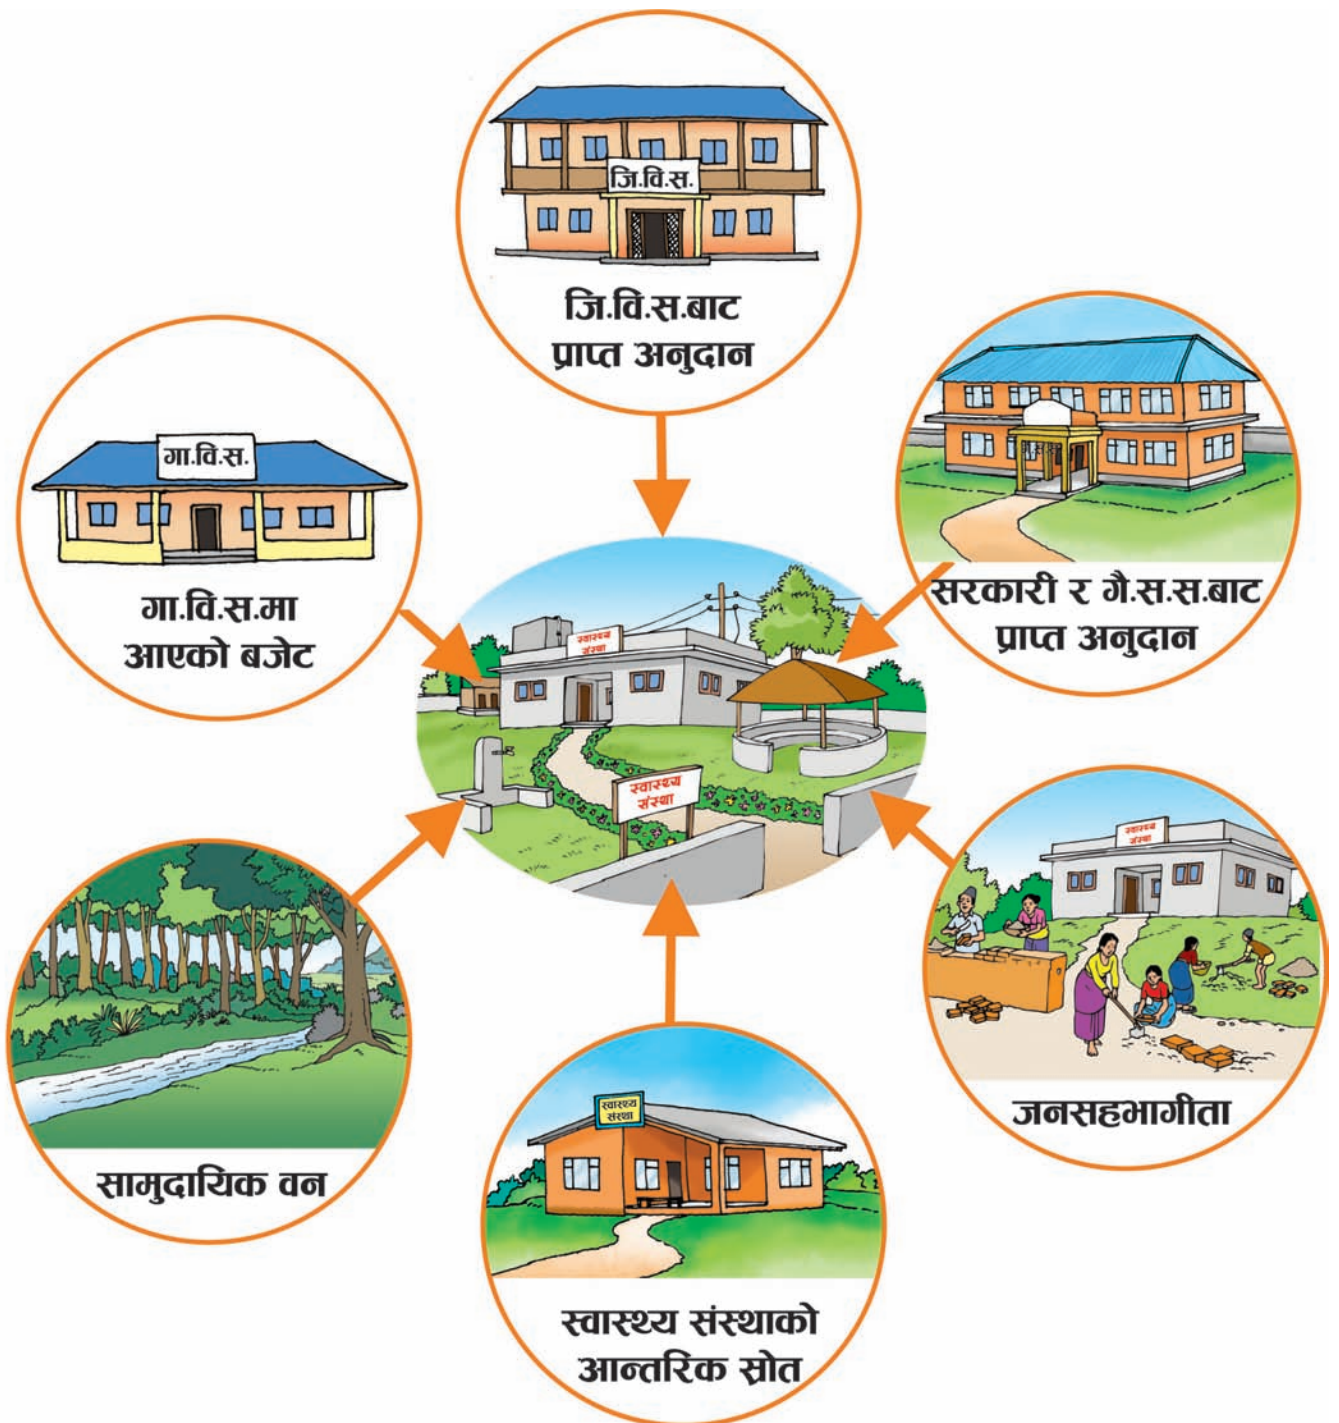 जि.वि.स.
जि.वि.स.बाट
प्राप्त अनुदान
गा.वि.स.
गा.वि.स.मा
आएको बजेट
सरकारी र गै.स.स.बाट
प्राप्त अनुदान
स्वास्थ्य
संस्था
स्वास्थ्य
संस्था
स्वास्थ्य
संस्था
जनसहभागीता
सामुदायिक वन
स्वास्थ्य
संस्था
स्वास्थ्य संस्थाको
आन्तरिक स्रोत